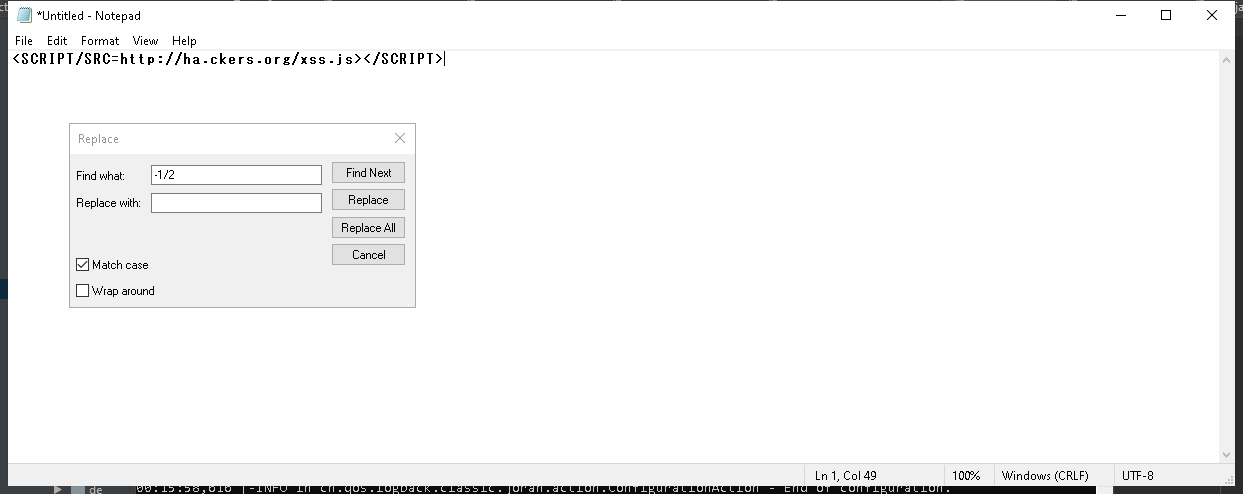 *Untitled - Notepad
File Edit Format View Help
<SCRIPT/SRC=http://ha.ckers.org/xss.js></SCRIPT>
Replace
Find what: -1/2 Find Next
Replace with: Replace
Replace All
Cancel
Match case
Wrap around
Ln 1, Col 49 100% Windows (CRLF) UTF-8
de 00:15:58,616 |-INFO in ch.qos.logback.classic.joran.action.ConfigurationAction - End of configuration.